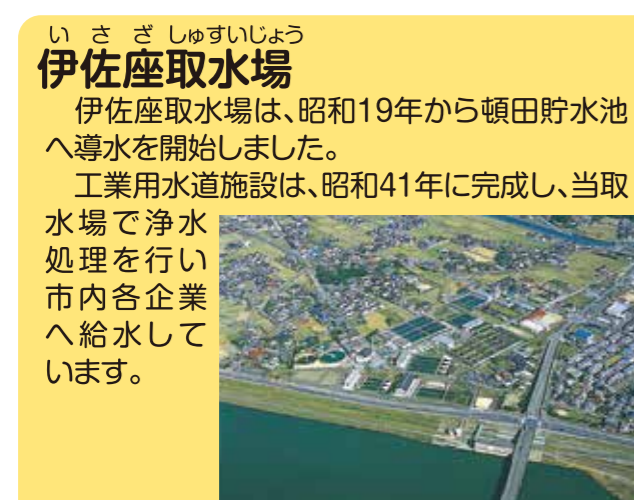 いさざしゅすいじょう
伊佐座取水場
伊佐座取水場は、昭和19年から頓田貯水池
へ導水を開始しました。
工業用水道施設は、昭和41年に完成し、当取
水場で浄水
処理を行い
市内各企業
へ給水して
います。